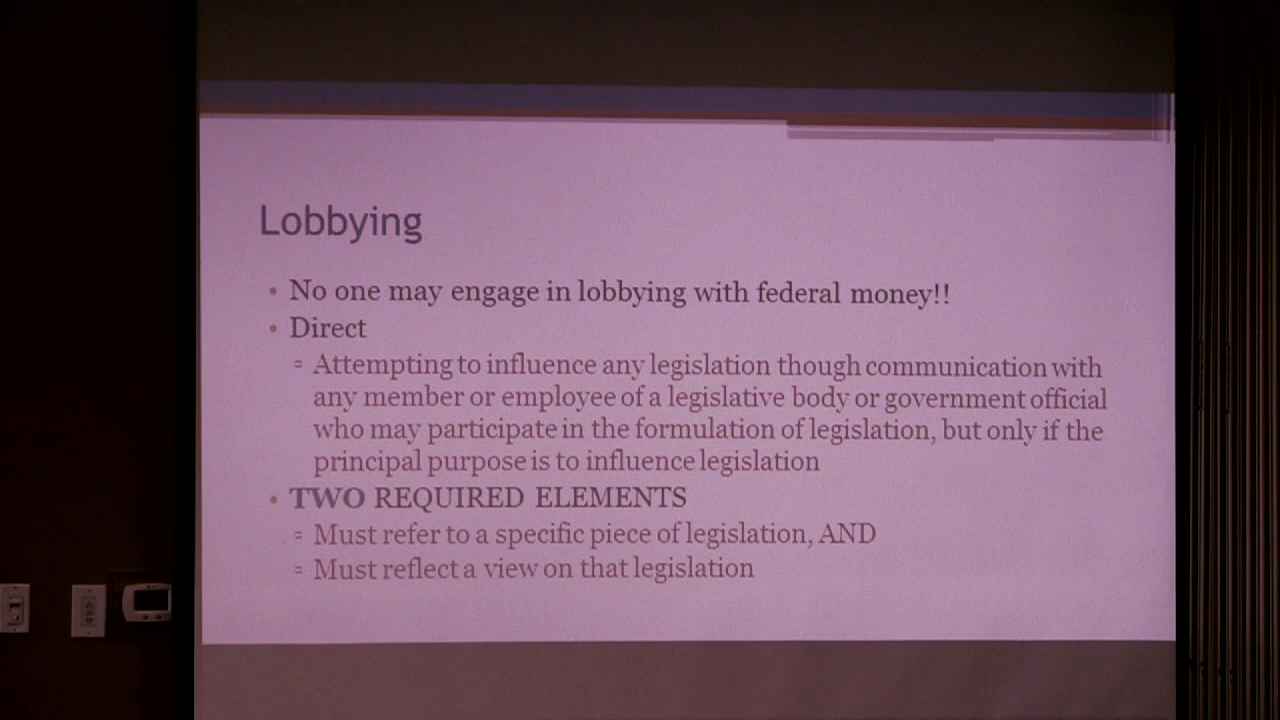 Lobbying
• No one may engage in lobbying with federal money!!
• Direct
▫ Attempting to influence any legislation though communication with
any member or employee of a legislative body or government official
who may participate in the formulation of legislation, but only if the
principal purpose is to influence legislation
• TWO REQUIRED ELEMENTS
▫ Must refer to a specific piece of legislation, AND
▫ Must reflect a view on that legislation